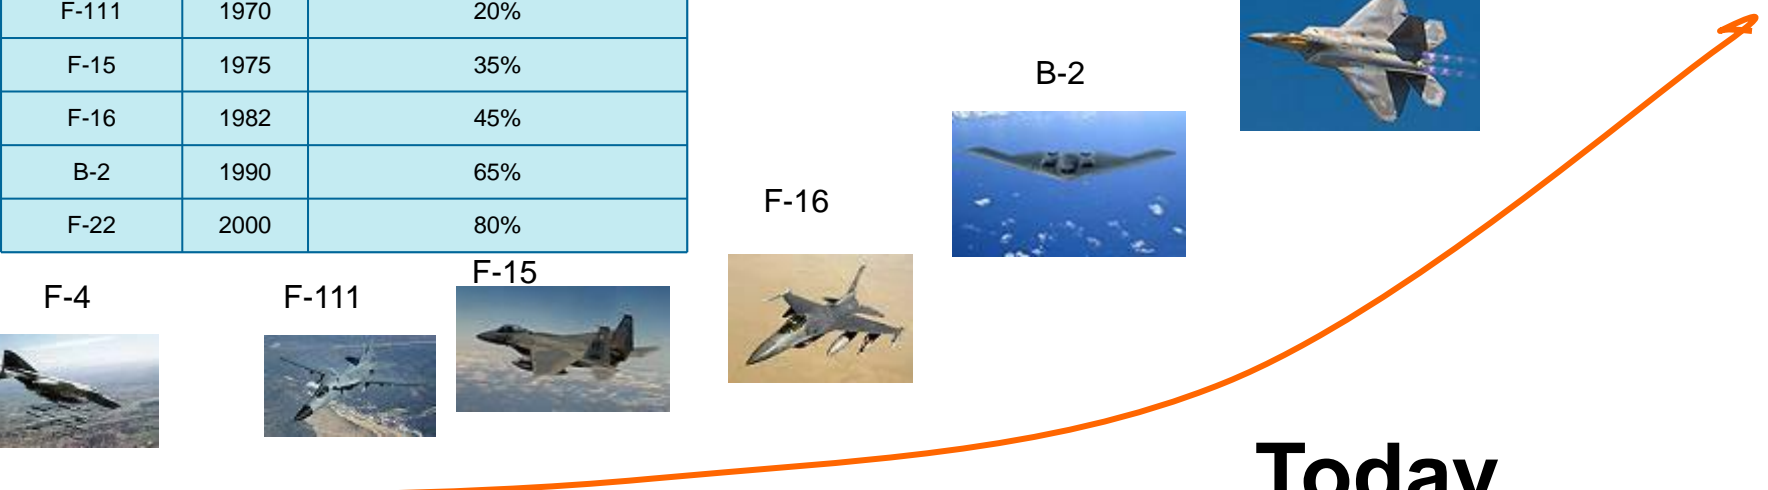 F-111 1970 20%
F-15 1975 35%
F-16 1982 45%
B-2 1990 65%
F-22 2000 80%
B-2
F-16
F-15
F-4
F-111
Today